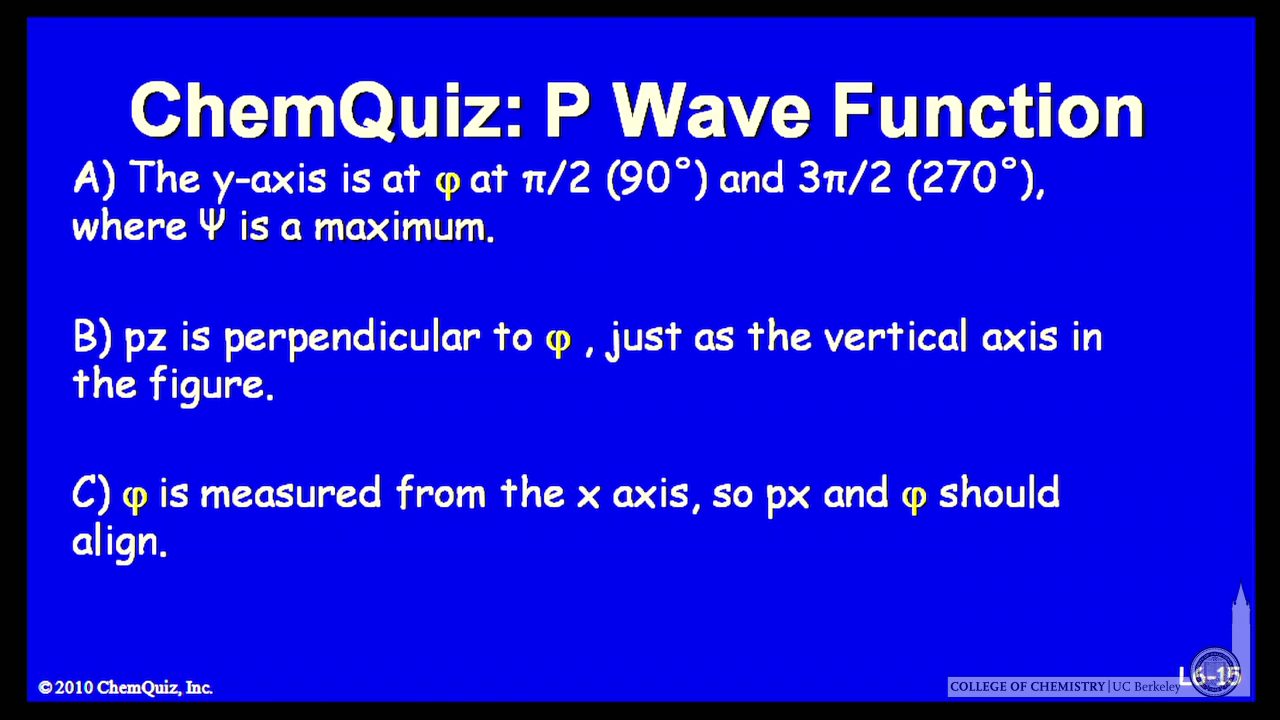 ChemQuiz: P Wave Function
A) The y-axis is at φ at π/2 (90˚) and 3π/2 (270˚),
where Ψ is a maximum.
B) pz is perpendicular to φ , just as the vertical axis in
the figure.
C) φ is measured from the x axis, so px and φ should
align.
© 2010 ChemQuiz, Inc.
COLLEGE OF CHEMISTRY | UC Berkeley
L6-15